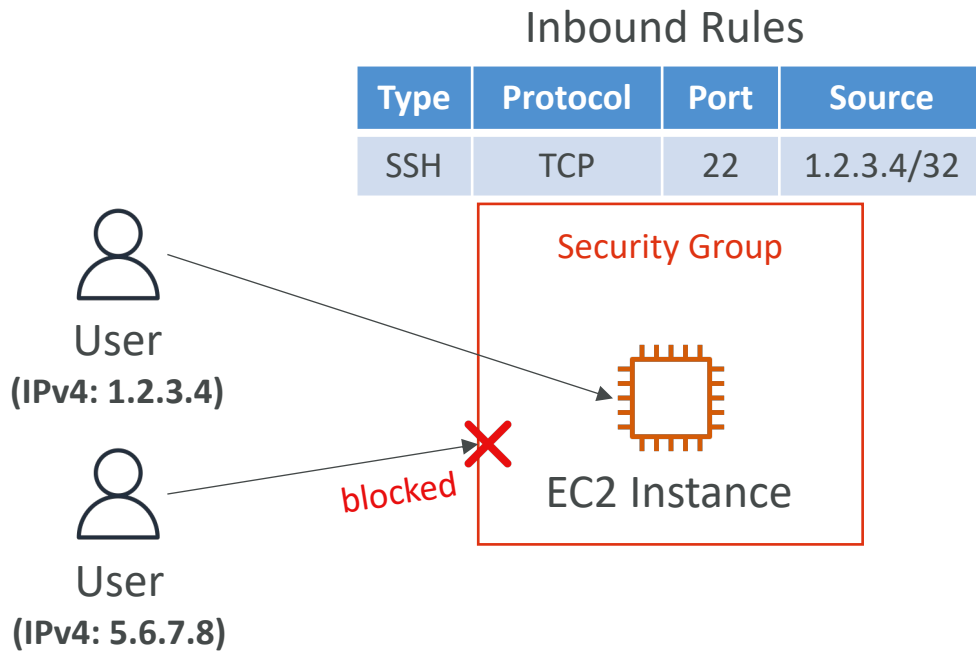 Inbound Rules
Type Protocol Port Source
SSH TCP 22 1.2.3.4/32
Security Group
User
(IPv4: 1.2.3.4)
blocked
EC2 Instance
User
(IPv4: 5.6.7.8)